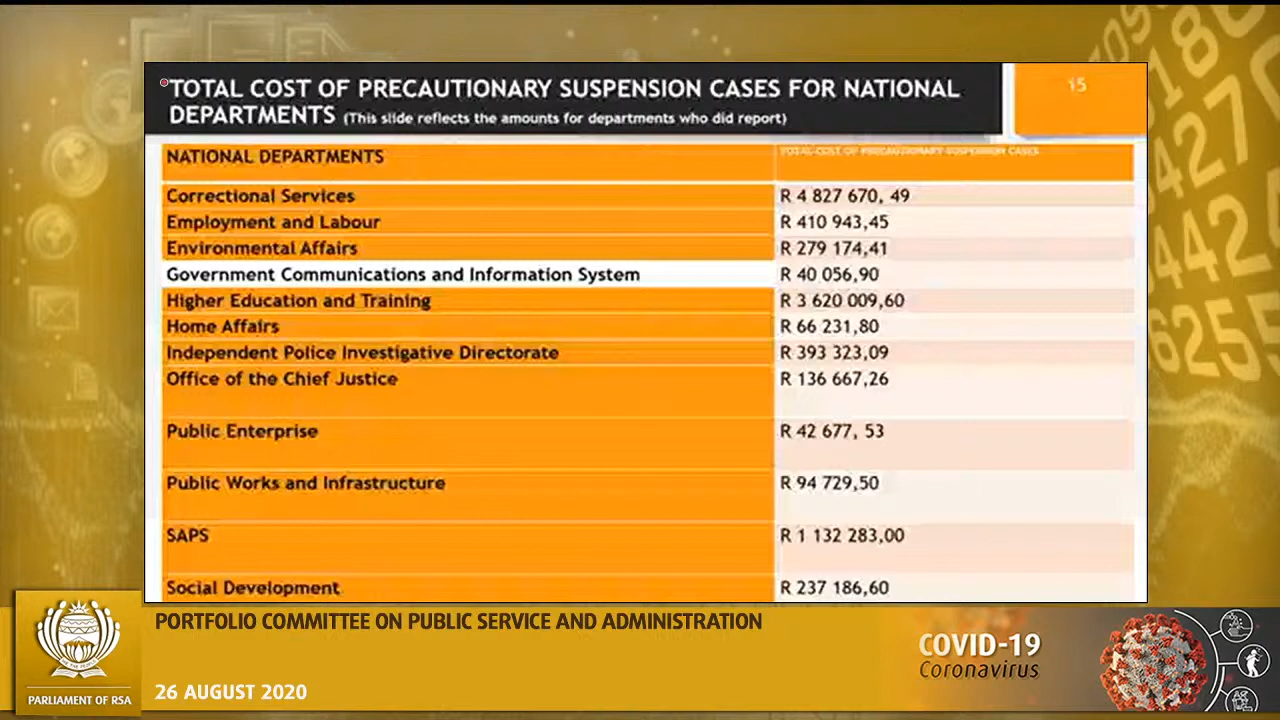 TOTAL COST OF PRECAUTIONARY SUSPENSION CASES FOR NATIONAL
DEPARTMENTS (This slide reflects the amounts for departments who did report)
15
NATIONAL DEPARTMENTS TOTAL COST OF PRECAUTIONARY SUSPENSION CASES
Correctional Services R 4 827 670, 49
Employment and Labour R 410 943,45
Environmental Affairs R 279 174,41
Government Communications and Information System R 40 056,90
Higher Education and Training R 3 620 009,60
Home Affairs R 66 231,80
Independent Police Investigative Directorate R 393 323,09
Office of the Chief Justice R 136 667,26
Public Enterprise R 42 677, 53
Public Works and Infrastructure R 94 729,50
SAPS R 1 132 283,00
Social Development R 237 186,60
PORTFOLIO COMMITTEE ON PUBLIC SERVICE AND ADMINISTRATION
COVID-19
Coronavirus
26 AUGUST 2020
PARLIAMENT OF RSA